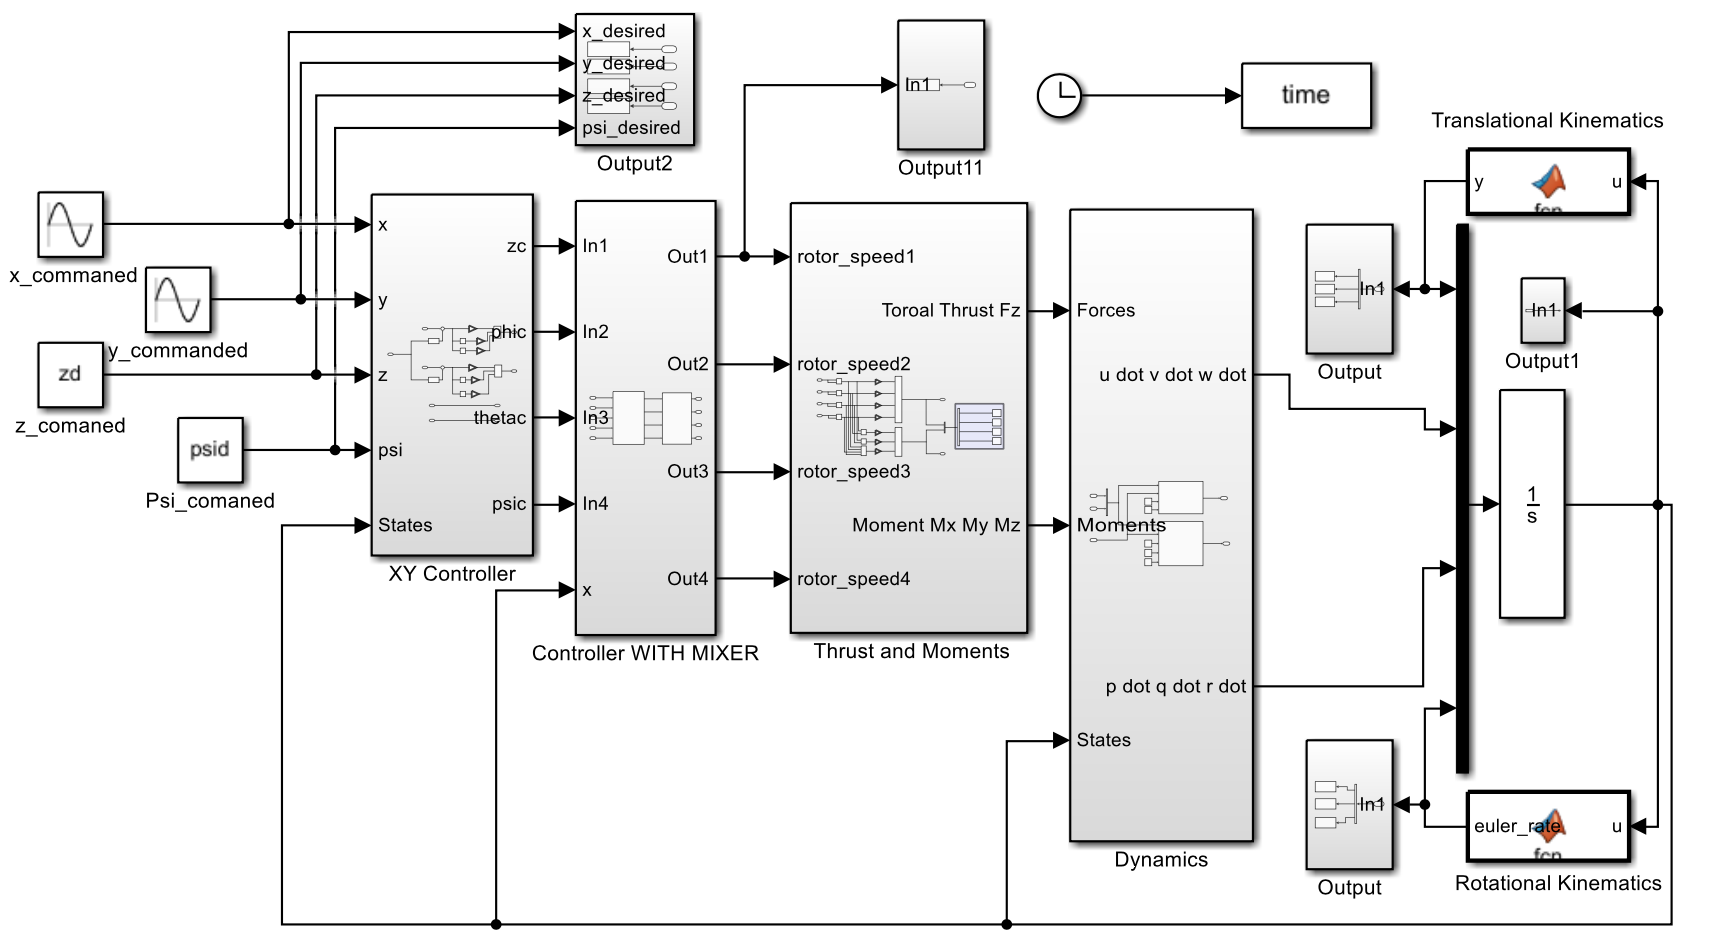 x_desired
y_desired
z_desired
psi_desired
Output2
In1
Output11
time
Translational Kinematics
y
u
fcn
x_commaned
y_commanded
zd
z_comaned
psid
Psi_comaned
x
y
z
psi
States
zc
phic
thetac
psic
XY Controller
In1
In2
In3
In4
x
Out1
Out2
Out3
Out4
Controller WITH MIXER
rotor_speed1
rotor_speed2
rotor_speed3
rotor_speed4
Toroal Thrust Fz
Moment Mx My Mz
Thrust and Moments
Forces
Moments
States
u dot v dot w dot
p dot q dot r dot
Dynamics
In1
Output
In1
Output1
1
s
In1
Output
euler_rate
u
fcn
Rotational Kinematics